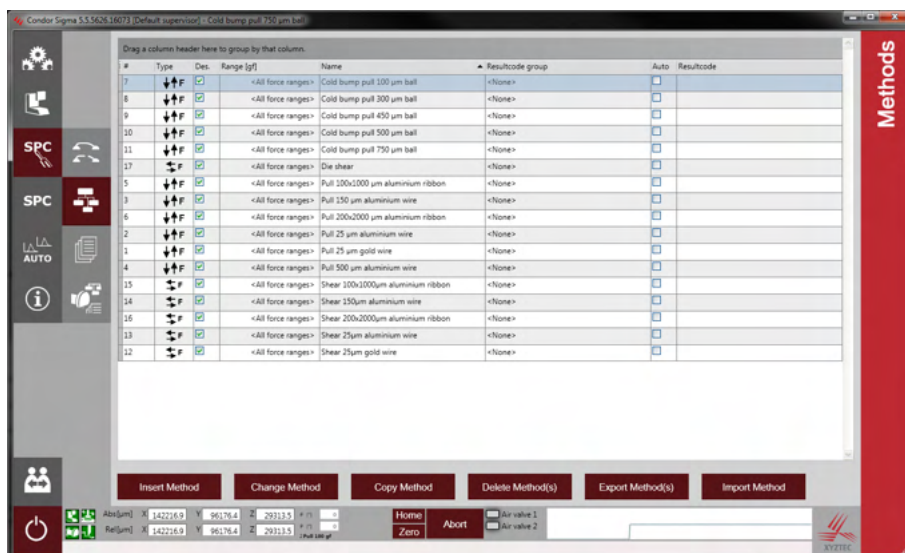 Condor Sigma 5.5.5626.16073 [Default supervisor] - Cold bump pull 750 µm ball
Methods
Drag a column header here to group by that column.
# Type Des. Range [gf] Name Resultcode group Auto Resultcode
7 F <All force ranges> Cold bump pull 100 µm ball <None>
8 F <All force ranges> Cold bump pull 300 µm ball <None>
9 F <All force ranges> Cold bump pull 450 µm ball <None>
10 F <All force ranges> Cold bump pull 500 µm ball <None>
11 F <All force ranges> Cold bump pull 750 µm ball <None>
17 F <All force ranges> Die shear <None>
5 F <All force ranges> Pull 100x1000 µm aluminium ribbon <None>
3 F <All force ranges> Pull 150 µm aluminium wire <None>
6 F <All force ranges> Pull 200x2000 µm aluminium ribbon <None>
2 F <All force ranges> Pull 25 µm aluminium wire <None>
1 F <All force ranges> Pull 25 µm gold wire <None>
4 F <All force ranges> Pull 500 µm aluminium wire <None>
15 F <All force ranges> Shear 100x1000µm aluminium ribbon <None>
14 F <All force ranges> Shear 150µm aluminium wire <None>
16 F <All force ranges> Shear 200x2000µm aluminium ribbon <None>
13 F <All force ranges> Shear 25µm aluminium wire <None>
12 F <All force ranges> Shear 25µm gold wire <None>
SPC
SPC
AUTO
Insert Method Change Method Copy Method Delete Method(s) Export Method(s) Import Method
Abs[µm] X 142216.9 Y 96176.4 Z 29313.5
Rel[µm] X 142216.9 Y 96176.4 Z 29313.5
Pull 100 gf
Home
Zero
Abort
Air valve 1
Air valve 2
XYZTEC